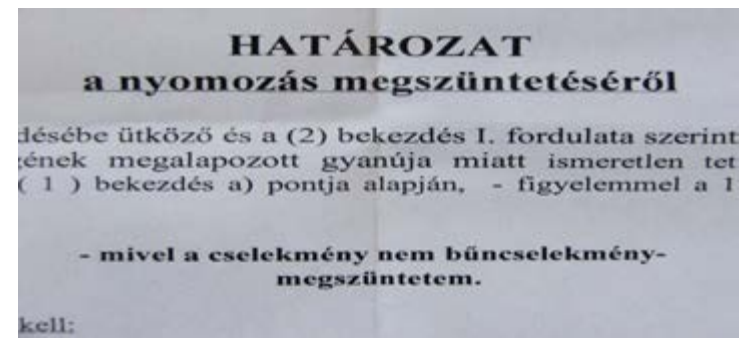 HATÁROZAT
a nyomozás megszüntetéséről
désébe ütköző és a (2) bekezdés I. fordulata szerint
gének megalapozott gyanúja miatt ismeretlen tet
( 1 ) bekezdés a) pontja alapján, - figyelemmel a 1
- mivel a cselekmény nem bűncselekmény-
megszüntetem.
kell: